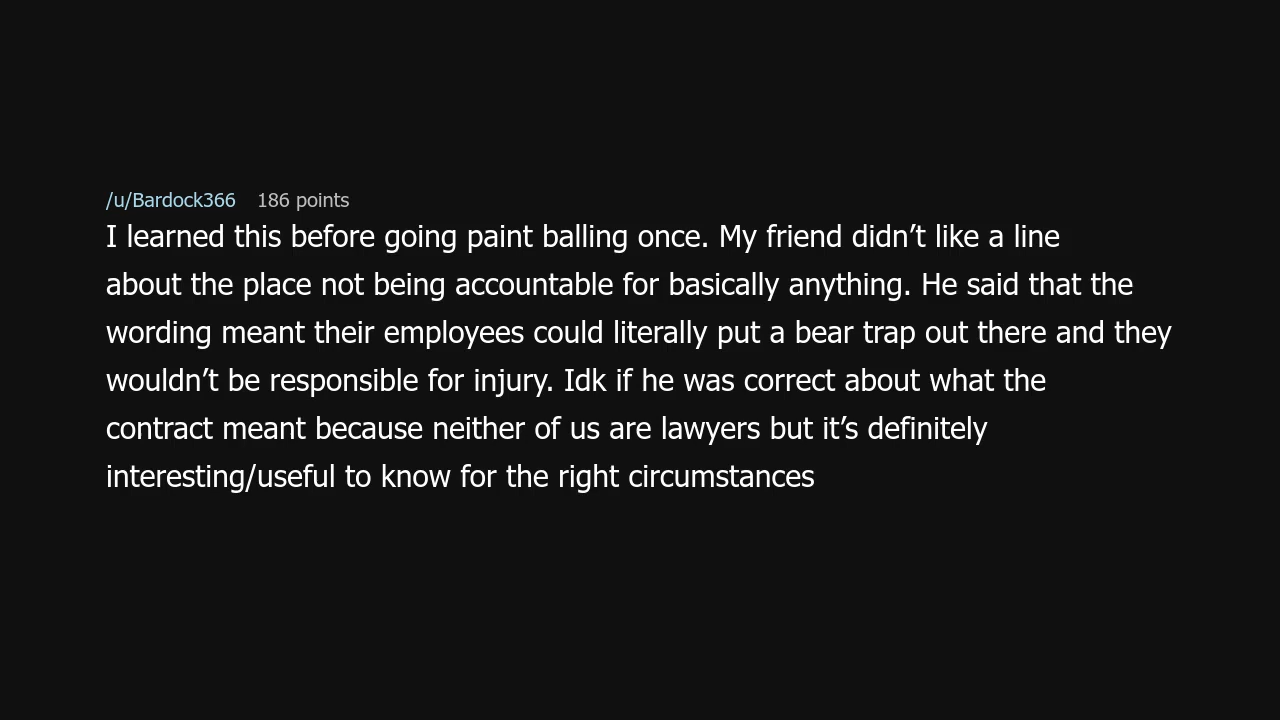 /u/Bardock366 186 points
I learned this before going paint balling once. My friend didn’t like a line
about the place not being accountable for basically anything. He said that the
wording meant their employees could literally put a bear trap out there and they
wouldn’t be responsible for injury. Idk if he was correct about what the
contract meant because neither of us are lawyers but it’s definitely
interesting/useful to know for the right circumstances